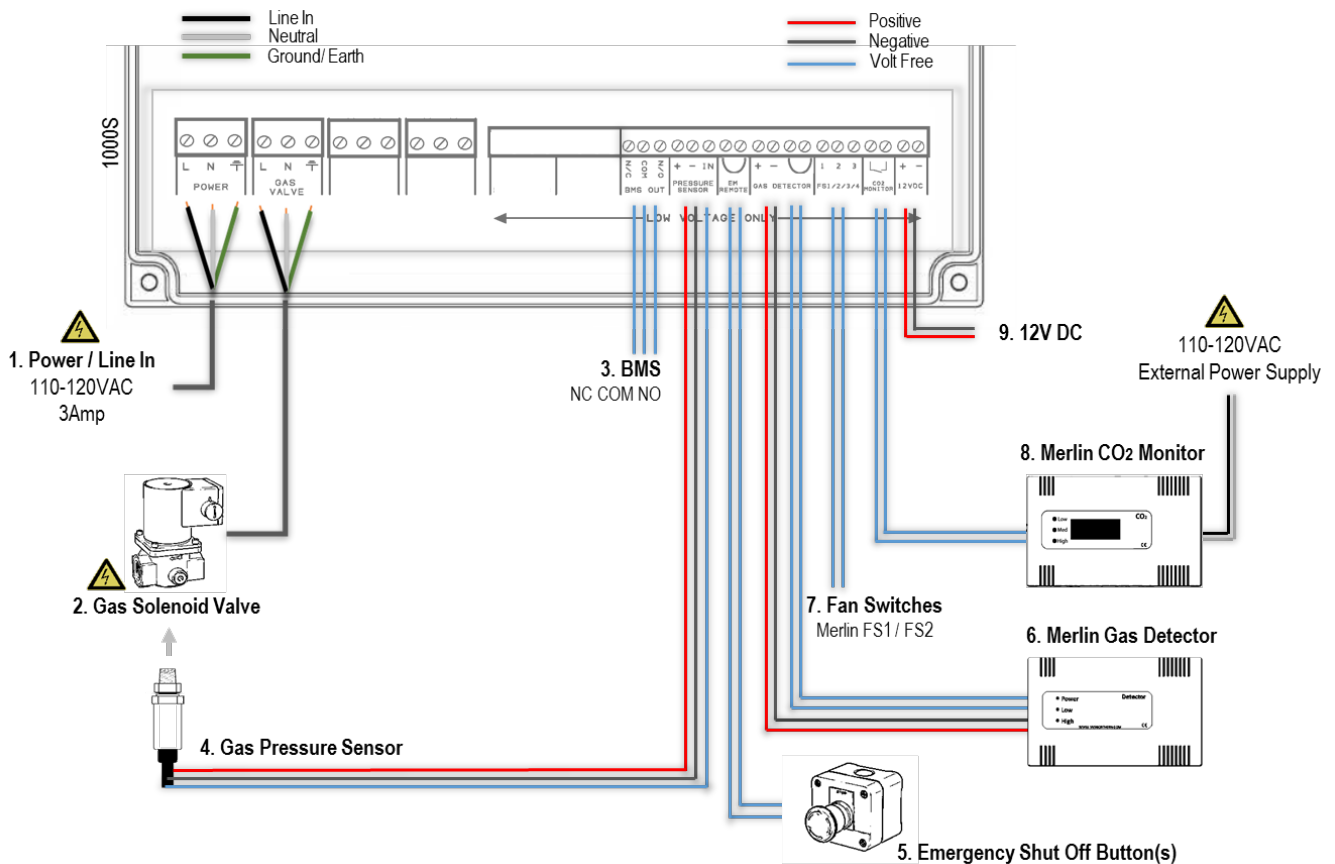 Line In
Neutral
Ground/ Earth
Positive
Negative
Volt Free
1000S
L N
POWER
L N
GAS
VALVE
N/C COM N/O
BMS OUT
+ - IN
PRESSURE
SENSOR
EM
REMOTE
+ -
GAS DETECTOR
1 2 3
FS1/2/3/4
CO2
MONITOR
+ -
12VDC
LOW VOLTAGE ONLY
1. Power / Line In
110-120VAC
3Amp
2. Gas Solenoid Valve
3. BMS
NC COM NO
4. Gas Pressure Sensor
9. 12V DC
110-120VAC
External Power Supply
8. Merlin CO2 Monitor
CO2
Low
Med
High
CE
7. Fan Switches
Merlin FS1 / FS2
6. Merlin Gas Detector
Power
Detector
Low
High
CE
5. Emergency Shut Off Button(s)